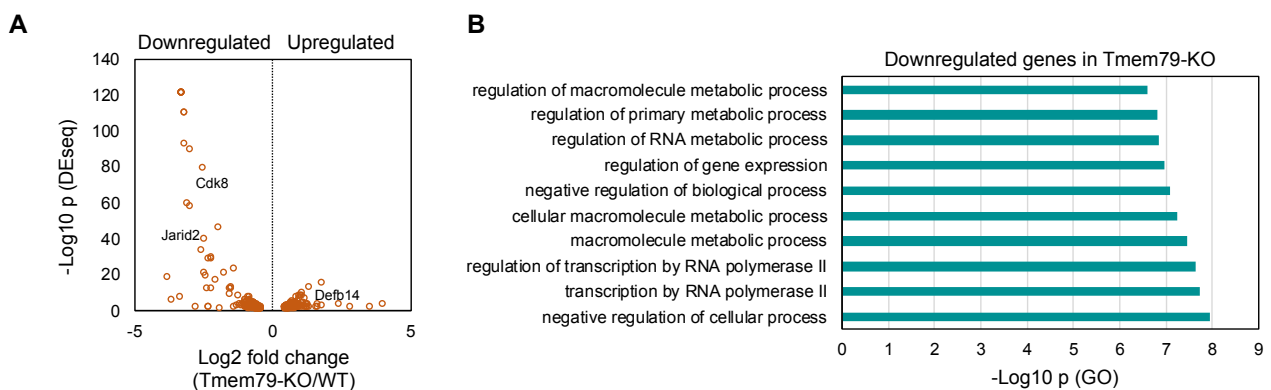 A
Downregulated Upregulated
140
120
100
80
60
40
20
0
-Log10 p (DEseq)
Cdk8
Jarid2
Defb14
-5 0 5
Log2 fold change
(Tmem79-KO/WT)
B
Downregulated genes in Tmem79-KO
regulation of macromolecule metabolic process
regulation of primary metabolic process
regulation of RNA metabolic process
regulation of gene expression
negative regulation of biological process
cellular macromolecule metabolic process
macromolecule metabolic process
regulation of transcription by RNA polymerase II
transcription by RNA polymerase II
negative regulation of cellular process
0 1 2 3 4 5 6 7 8 9
-Log10 p (GO)